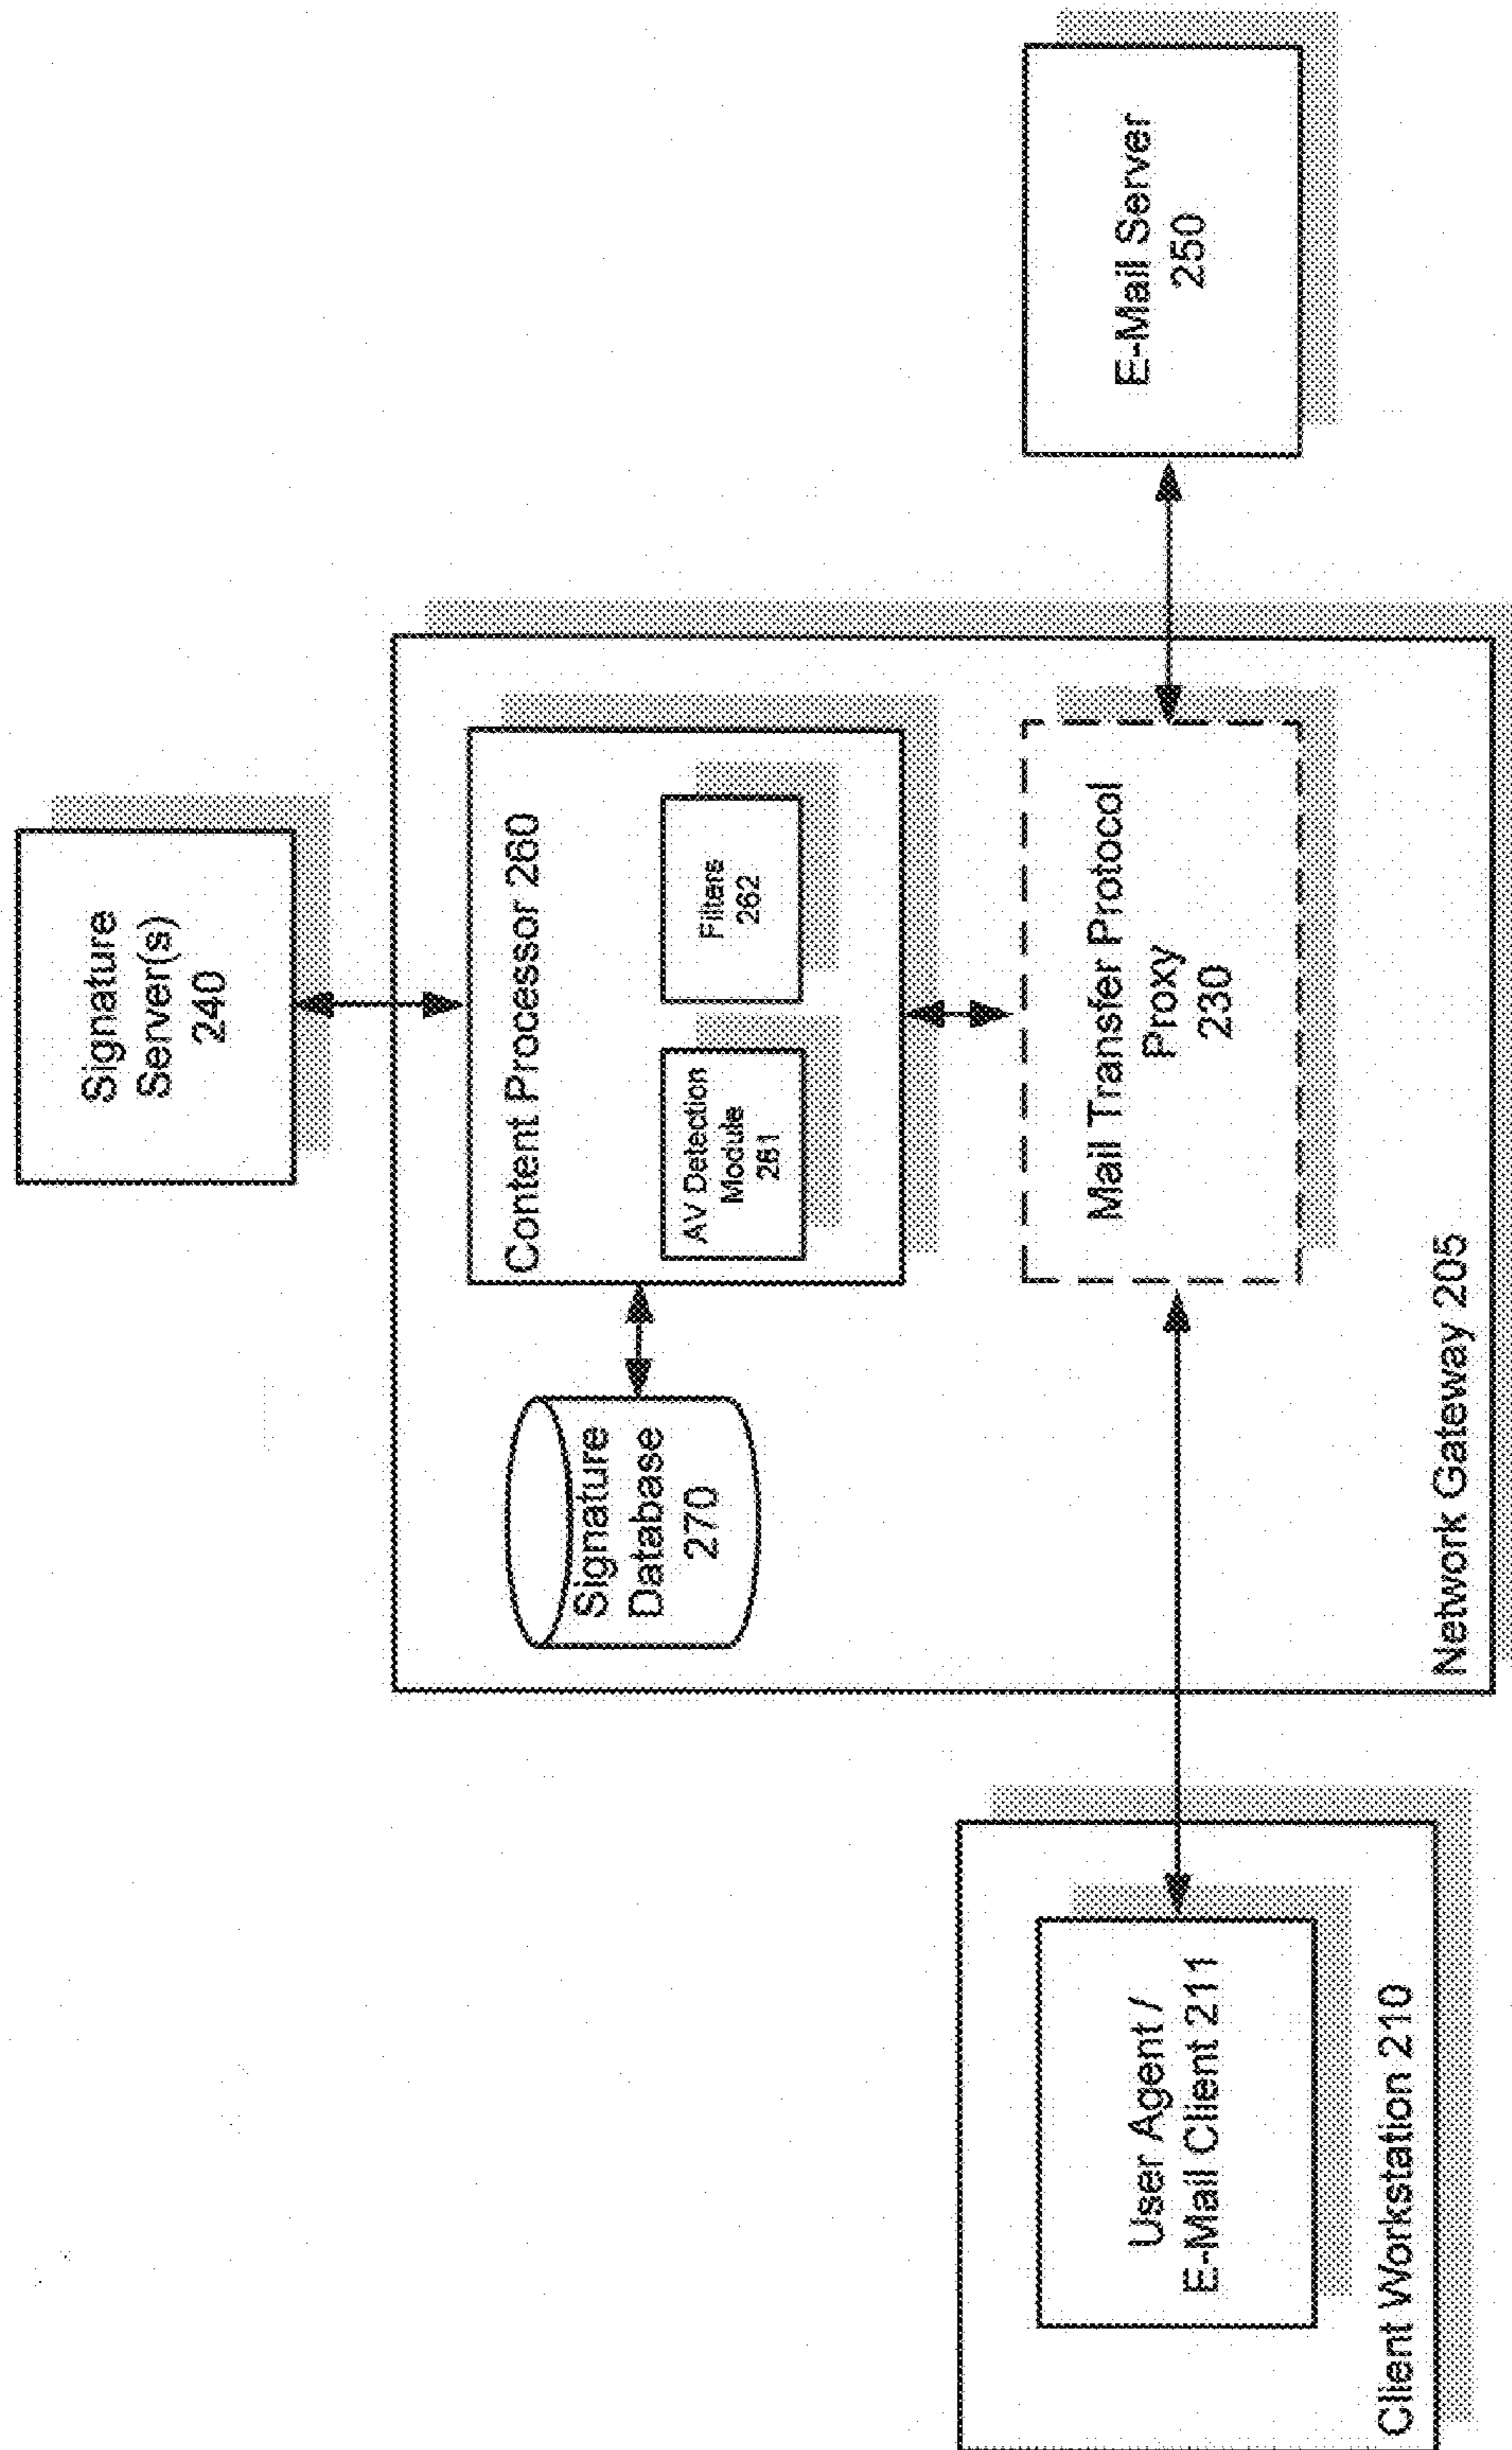 Signature
Server(s)
240
Content Processor 260
Signature
Database
270
AV Detection
Module
261
Filters
262
Mail Transfer Protocol
Proxy
230
E-Mail Server
250
User Agent /
E-Mail Client 211
Client Workstation 210
Network Gateway 205